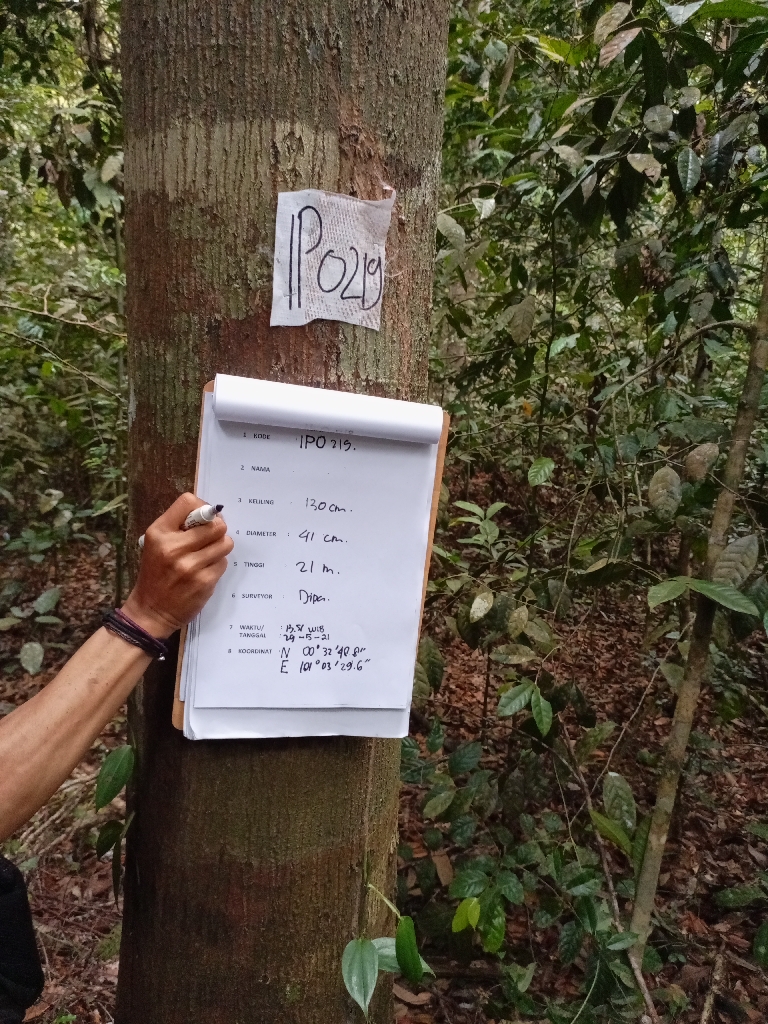 IPO219
1 KODE : IPO 219.
2 NAMA :
3 KELILING : 130 cm.
4 DIAMETER : 41 cm.
5 TINGGI : 21 m.
6 SURVEYOR : Dipa.
7 WAKTU/ : 13.51 WIB
TANGGAL : 29-5-21
8 KOORDINAT : N 00° 32' 48.8"
E 101° 03' 29.6"